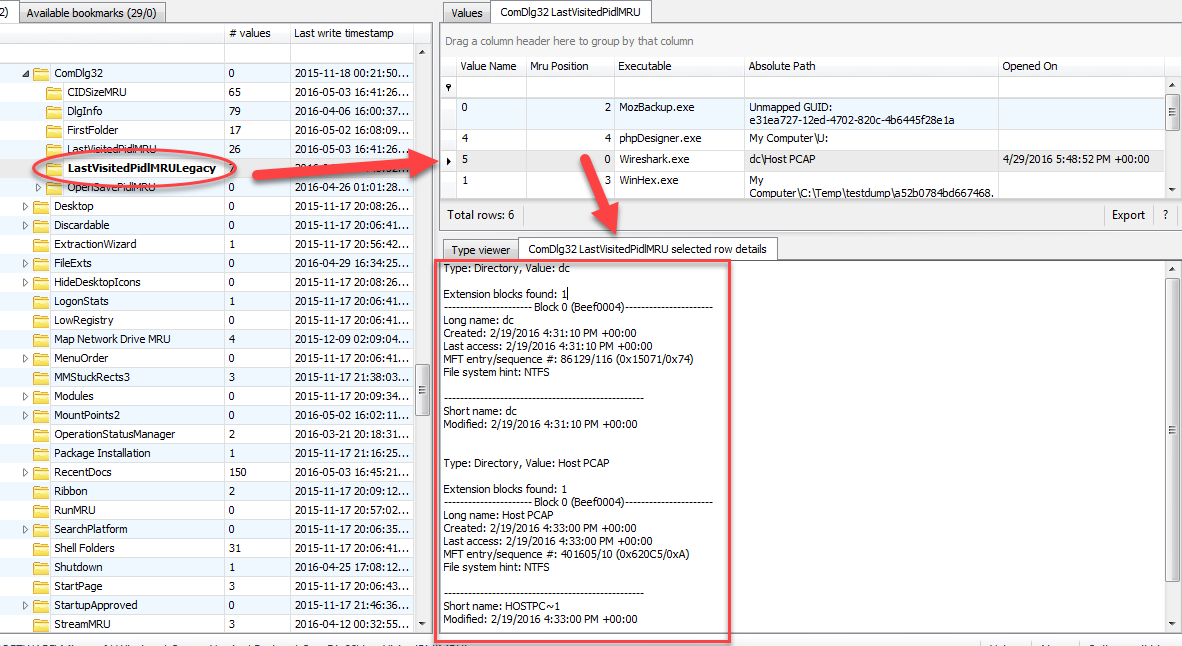 2) Available bookmarks (29/0)
# values Last write timestamp
ComDlg32 0 2015-11-18 00:21:50...
CIDSizeMRU 65 2016-05-03 16:41:26...
DlgInfo 79 2016-04-06 16:00:37...
FirstFolder 17 2016-05-02 16:08:09...
LastVisitedPidlMRU 26 2016-05-03 16:41:26...
LastVisitedPidlMRULegacy
OpenSavePidlMRU 0 2016-04-26 01:01:28...
Desktop 0 2015-11-17 20:08:26...
Discardable 0 2015-11-17 20:06:41...
ExtractionWizard 1 2015-11-17 20:56:42...
FileExts 0 2016-04-29 16:34:25...
HideDesktopIcons 0 2015-11-17 20:08:26...
LogonStats 1 2015-11-17 20:06:41...
LowRegistry 0 2015-11-17 20:06:41...
Map Network Drive MRU 4 2015-12-09 02:09:04...
MenuOrder 0 2015-11-17 20:06:41...
MMStuckRects3 3 2015-11-17 21:38:03...
Modules 0 2015-11-17 20:09:34...
MountPoints2 0 2016-05-02 16:02:11...
OperationStatusManager 2 2016-03-21 20:18:31...
Package Installation 0 2015-11-17 21:16:25...
RecentDocs 150 2016-05-03 16:45:21...
Ribbon 2 2015-11-17 20:09:12...
RunMRU 0 2015-11-17 20:57:02...
SearchPlatform 0 2015-11-17 20:06:35...
Shell Folders 31 2015-11-17 20:06:41...
Shutdown 1 2016-04-25 17:08:12...
StartPage 3 2015-11-17 20:06:43...
StartupApproved 0 2015-11-17 21:46:36...
StreamMRU 3 2016-04-12 00:32:55...
Values ComDlg32 LastVisitedPidlMRU
Drag a column header here to group by that column
Value Name Mru Position Executable Absolute Path Opened On
0 2 MozBackup.exe Unmapped GUID:
e31ea727-12ed-4702-820c-4b6445f28e1a
4 4 phpDesigner.exe My Computer\U:
5 0 Wireshark.exe dc\Host PCAP 4/29/2016 5:48:52 PM +00:00
1 3 WinHex.exe My
Computer\C:\Temp\testdump\a52b0784bd667468.
Total rows: 6 Export ?
Type viewer ComDlg32 LastVisitedPidlMRU selected row details
Type: Directory, Value: dc
Extension blocks found: 1
---------------------- Block 0 (Beef0004)----------------------
Long name: dc
Created: 2/19/2016 4:31:10 PM +00:00
Last access: 2/19/2016 4:31:10 PM +00:00
MFT entry/sequence #: 86129/116 (0x15071/0x74)
File system hint: NTFS
--------------------------------------------------
Short name: dc
Modified: 2/19/2016 4:31:10 PM +00:00
Type: Directory, Value: Host PCAP
Extension blocks found: 1
---------------------- Block 0 (Beef0004)----------------------
Long name: Host PCAP
Created: 2/19/2016 4:33:00 PM +00:00
Last access: 2/19/2016 4:33:00 PM +00:00
MFT entry/sequence #: 401605/10 (0x620C5/0xA)
File system hint: NTFS
--------------------------------------------------
Short name: HOSTPC~1
Modified: 2/19/2016 4:33:00 PM +00:00